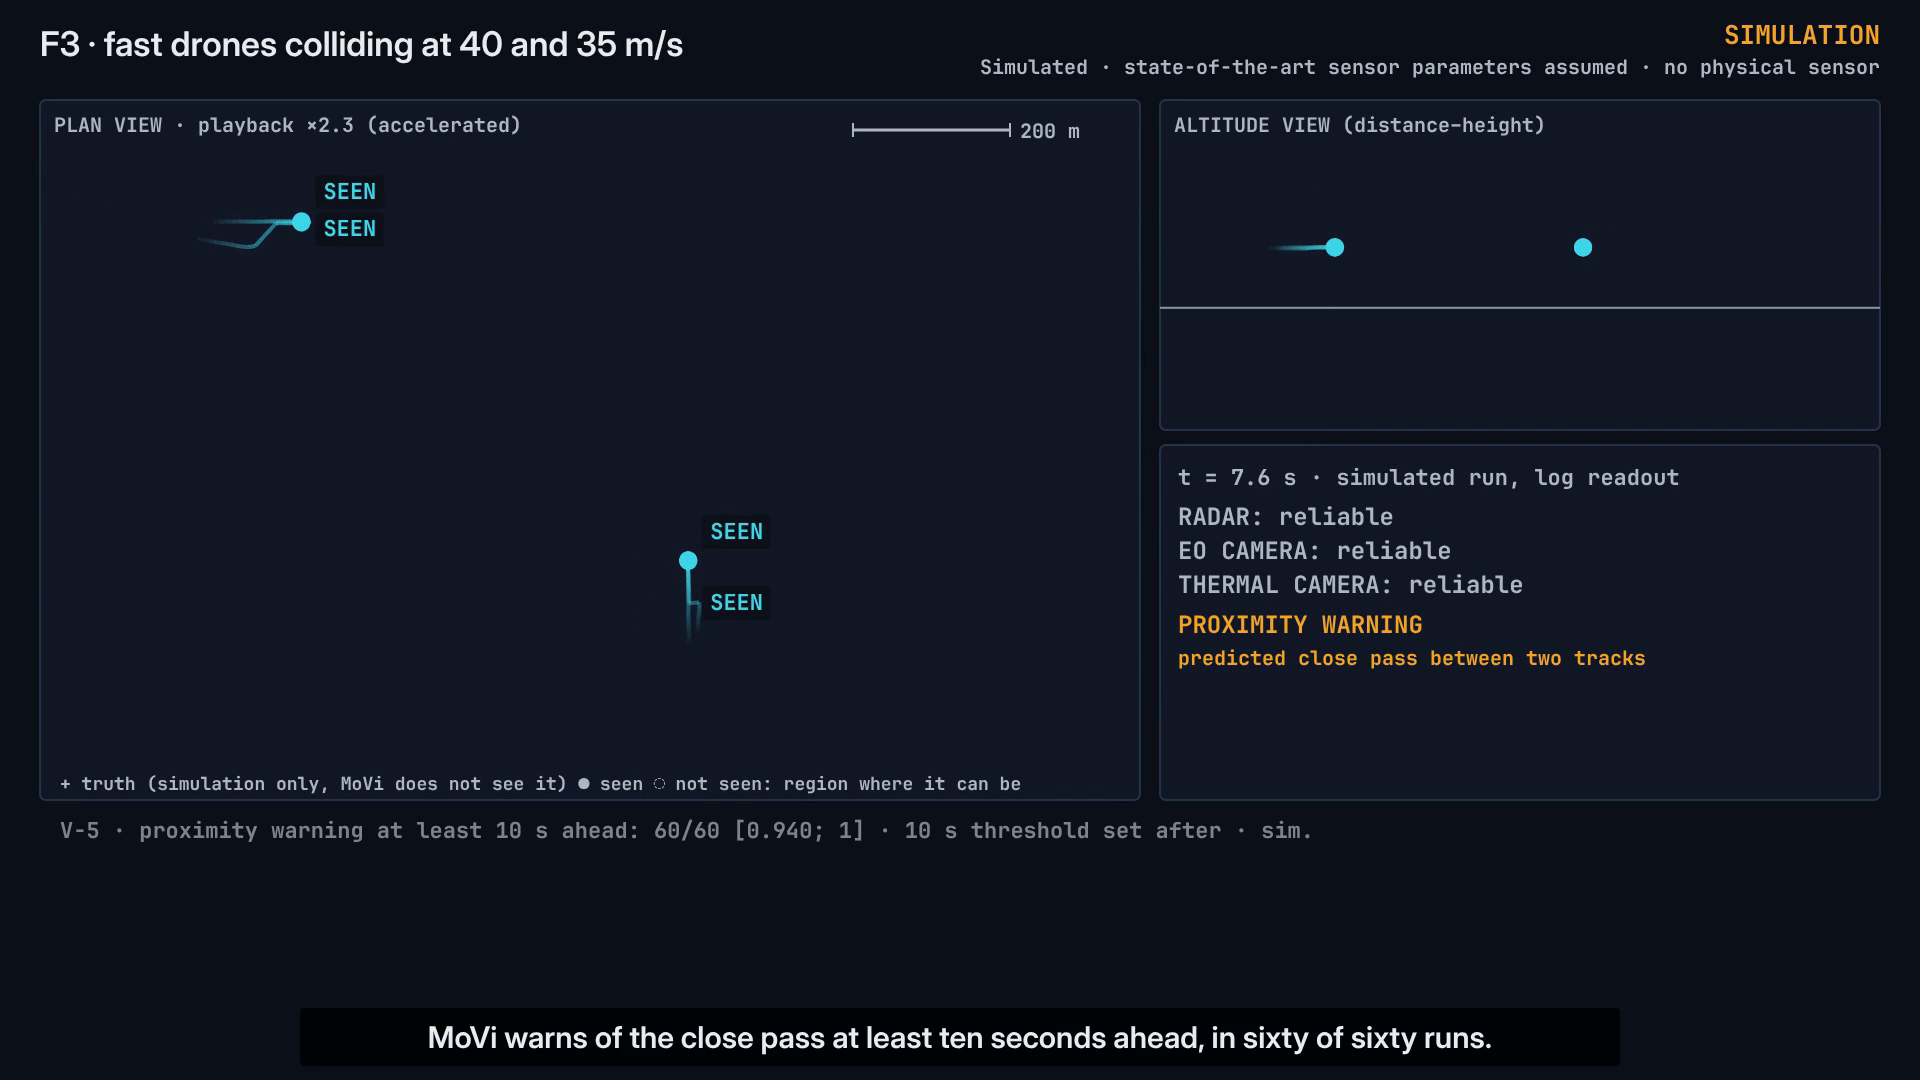 F3 · fast drones colliding at 40 and 35 m/s
SIMULATION
Simulated · state-of-the-art sensor parameters assumed · no physical sensor
PLAN VIEW · playback ×2.3 (accelerated)
200 m
SEEN
SEEN
SEEN
SEEN
+ truth (simulation only, MoVi does not see it) ● seen ◌ not seen: region where it can be
ALTITUDE VIEW (distance–height)
t = 7.6 s · simulated run, log readout
RADAR: reliable
EO CAMERA: reliable
THERMAL CAMERA: reliable
PROXIMITY WARNING
predicted close pass between two tracks
V-5 · proximity warning at least 10 s ahead: 60/60 [0.940; 1] · 10 s threshold set after · sim.
MoVi warns of the close pass at least ten seconds ahead, in sixty of sixty runs.